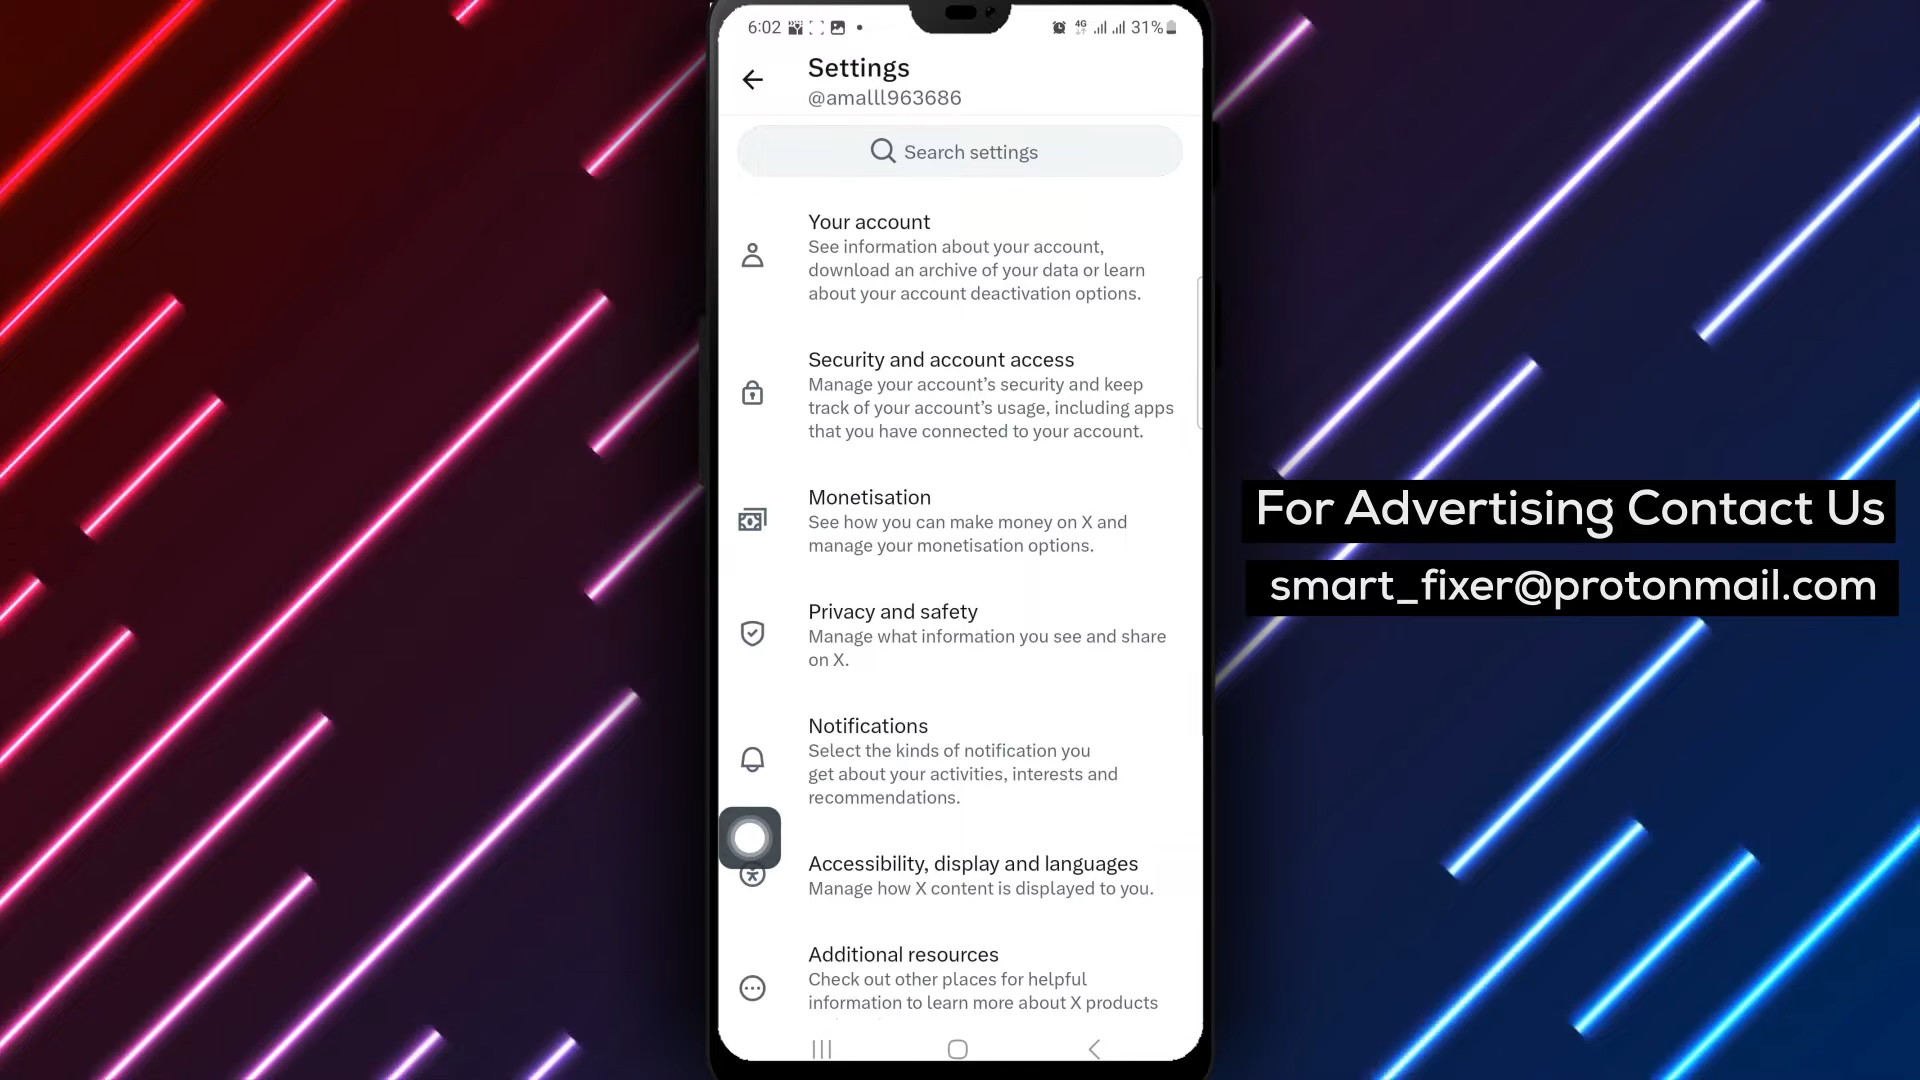 6:02
4G
31%
Settings
@amalll963686
Search settings
Your account
See information about your account,
download an archive of your data or learn
about your account deactivation options.
Security and account access
Manage your account’s security and keep
track of your account’s usage, including apps
that you have connected to your account.
Monetisation
See how you can make money on X and
manage your monetisation options.
Privacy and safety
Manage what information you see and share
on X.
Notifications
Select the kinds of notification you
get about your activities, interests and
recommendations.
Accessibility, display and languages
Manage how X content is displayed to you.
Additional resources
Check out other places for helpful
information to learn more about X products
For Advertising Contact Us
smart_fixer@protonmail.com